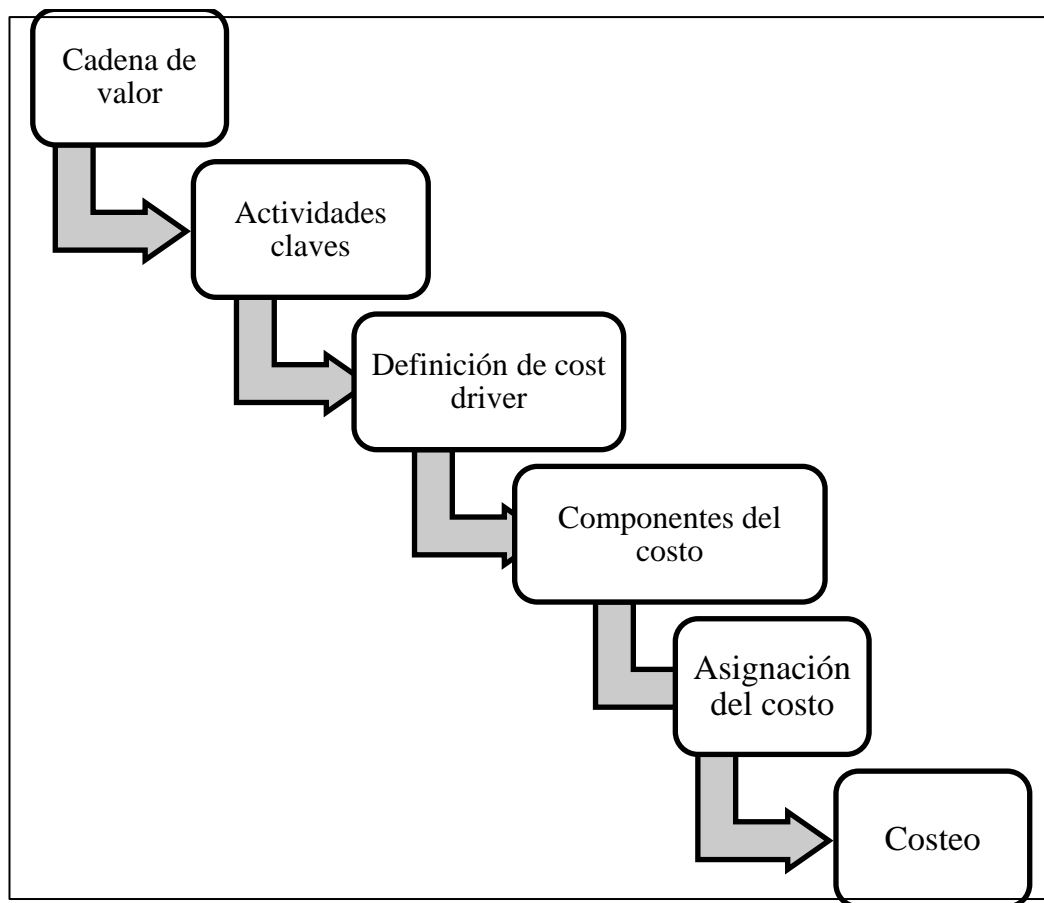 Cadena de
valor
Actividades
claves
Definición de cost
driver
Componentes del
costo
Asignación
del costo
Costeo